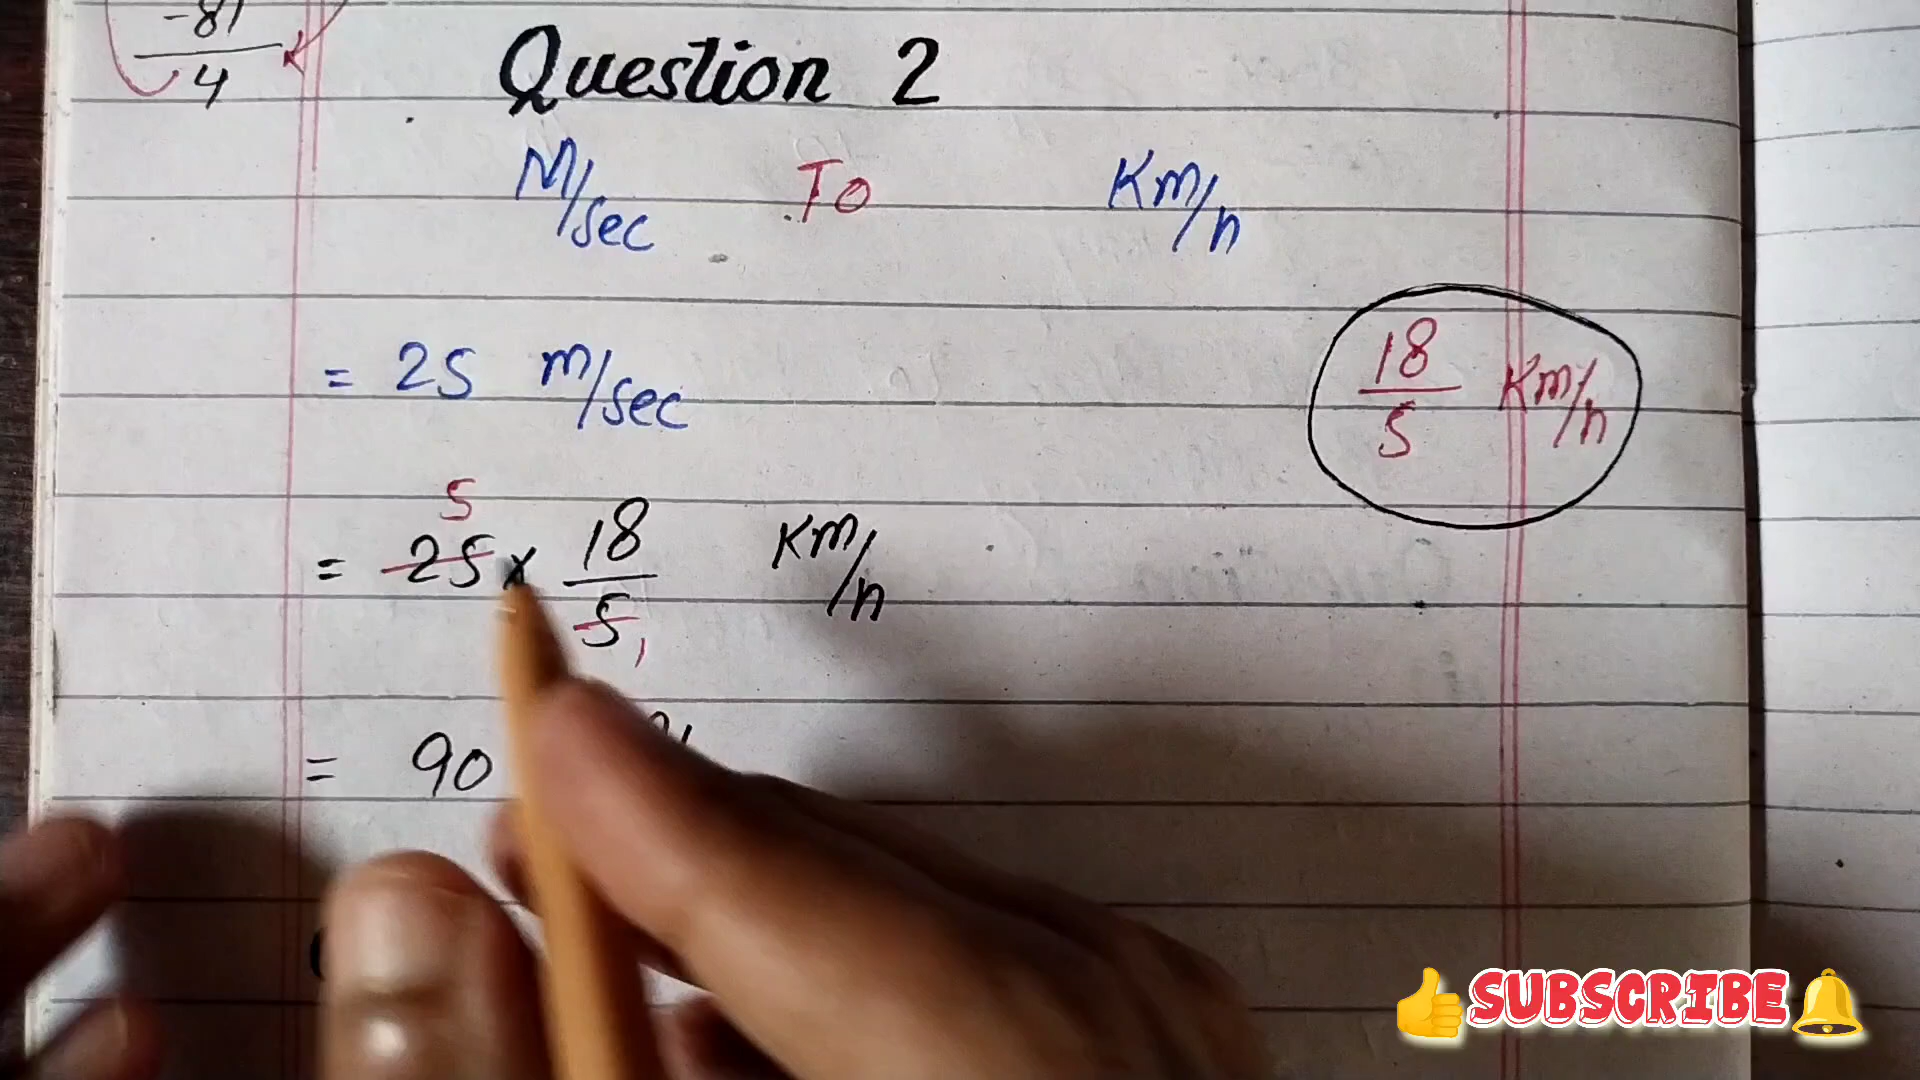 -81
4
Question 2
M/sec To Km/h
= 25 m/sec
18
5 Km/h
5
= 25 x 18 Km/h
5 1
= 90
SUBSCRIBE